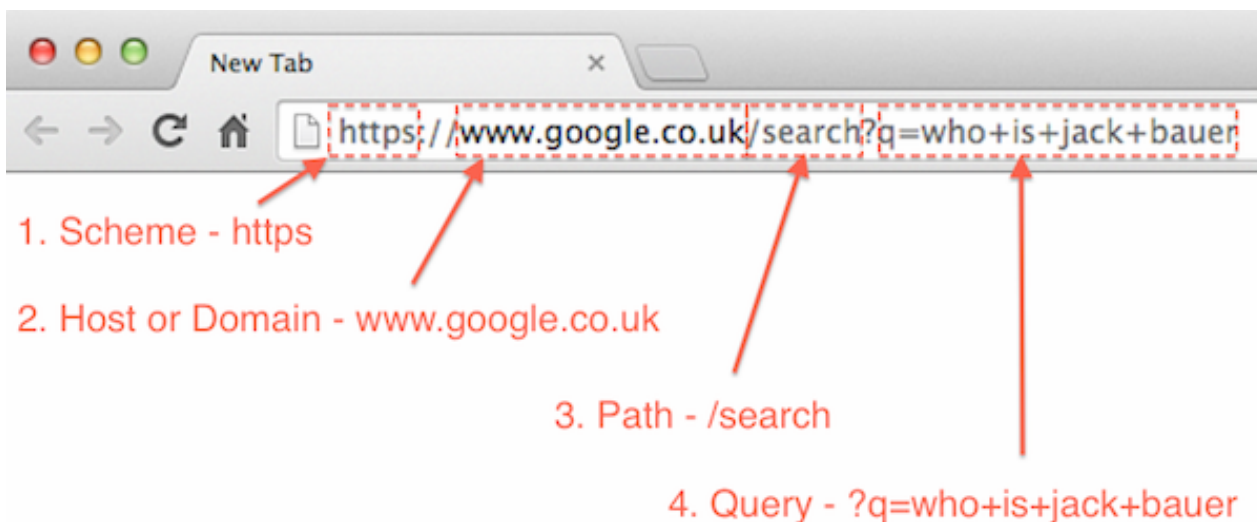 New Tab
https://www.google.co.uk/search?q=who+is+jack+bauer
1. Scheme - https
2. Host or Domain - www.google.co.uk
3. Path - /search
4. Query - ?q=who+is+jack+bauer